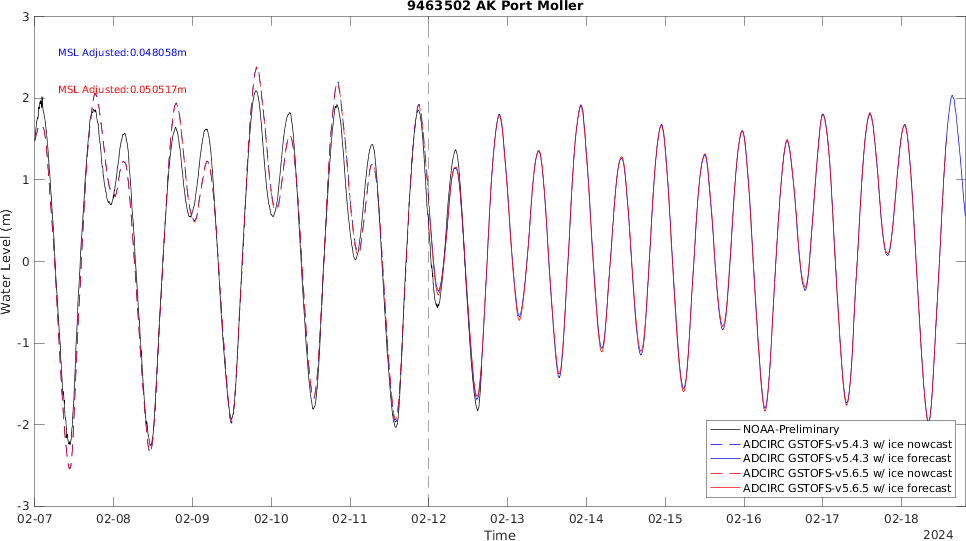 9463502 AK Port Moller
MSL Adjusted:0.048058m
MSL Adjusted:0.050517m
Water Level (m)
3
2
1
0
-1
-2
-3
NOAA-Preliminary
ADCIRC GSTOFS-v5.4.3 w/ ice nowcast
ADCIRC GSTOFS-v5.4.3 w/ ice forecast
ADCIRC GSTOFS-v5.6.5 w/ ice nowcast
ADCIRC GSTOFS-v5.6.5 w/ ice forecast
02-07 02-08 02-09 02-10 02-11 02-12 02-13 02-14 02-15 02-16 02-17 02-18
Time
2024